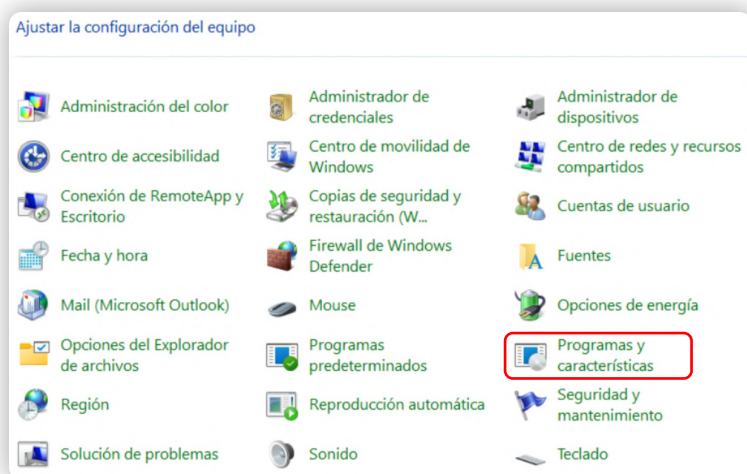 Ajustar la configuración del equipo
Administración del color
Administrador de
credenciales
Administrador de
dispositivos
Centro de accesibilidad
Centro de movilidad de
Windows
Centro de redes y recursos
compartidos
Conexión de RemoteApp y
Escritorio
Copias de seguridad y
restauración (W...
Cuentas de usuario
Fecha y hora
Firewall de Windows
Defender
Fuentes
Mail (Microsoft Outlook)
Mouse
Opciones de energía
Opciones del Explorador
de archivos
Programas
predeterminados
Programas y
características
Región
Reproducción automática
Seguridad y
mantenimiento
Solución de problemas
Sonido
Teclado